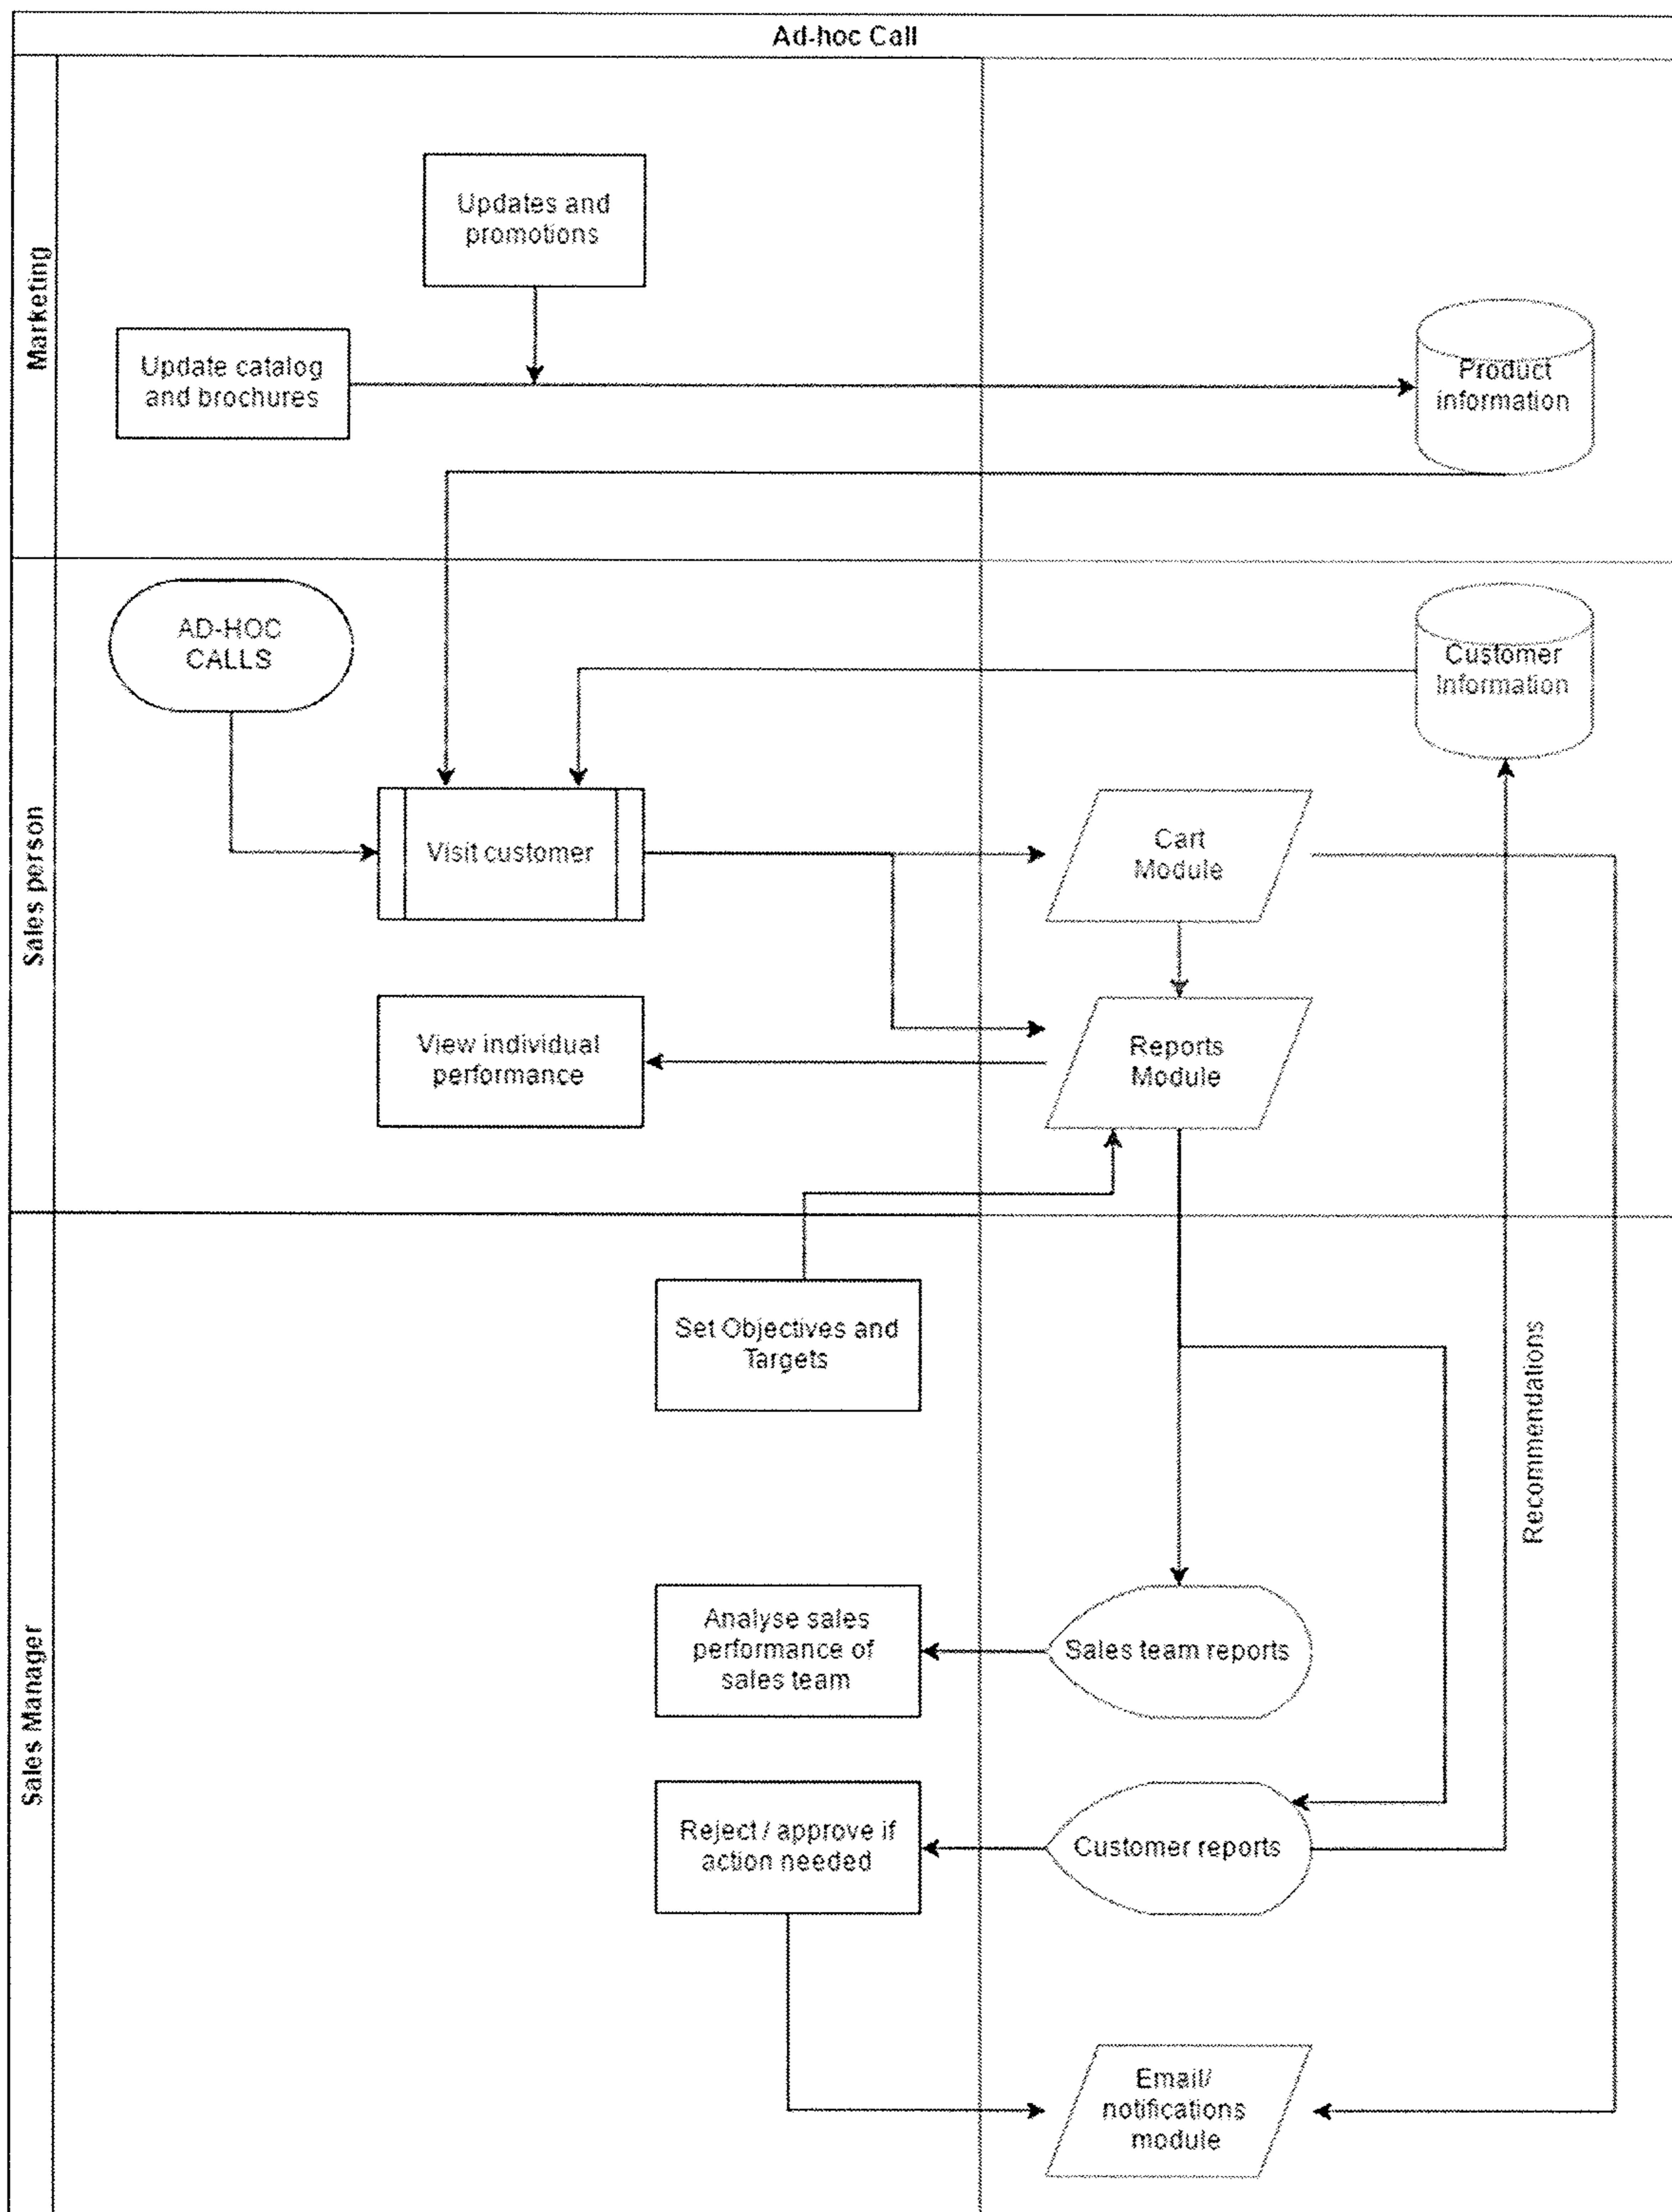 Ad-hoc Call
Marketing
Updates and
promotions
Update catalog
and brochures
Product
information
Sales person
AD-HOC
CALLS
Customer
Information
Visit customer
Cart
Module
View individual
performance
Reports
Module
Sales Manager
Set Objectives and
Targets
Recommendations
Analyse sales
performance of
sales team
Sales team reports
Reject / approve if
action needed
Customer reports
Email/
notifications
module